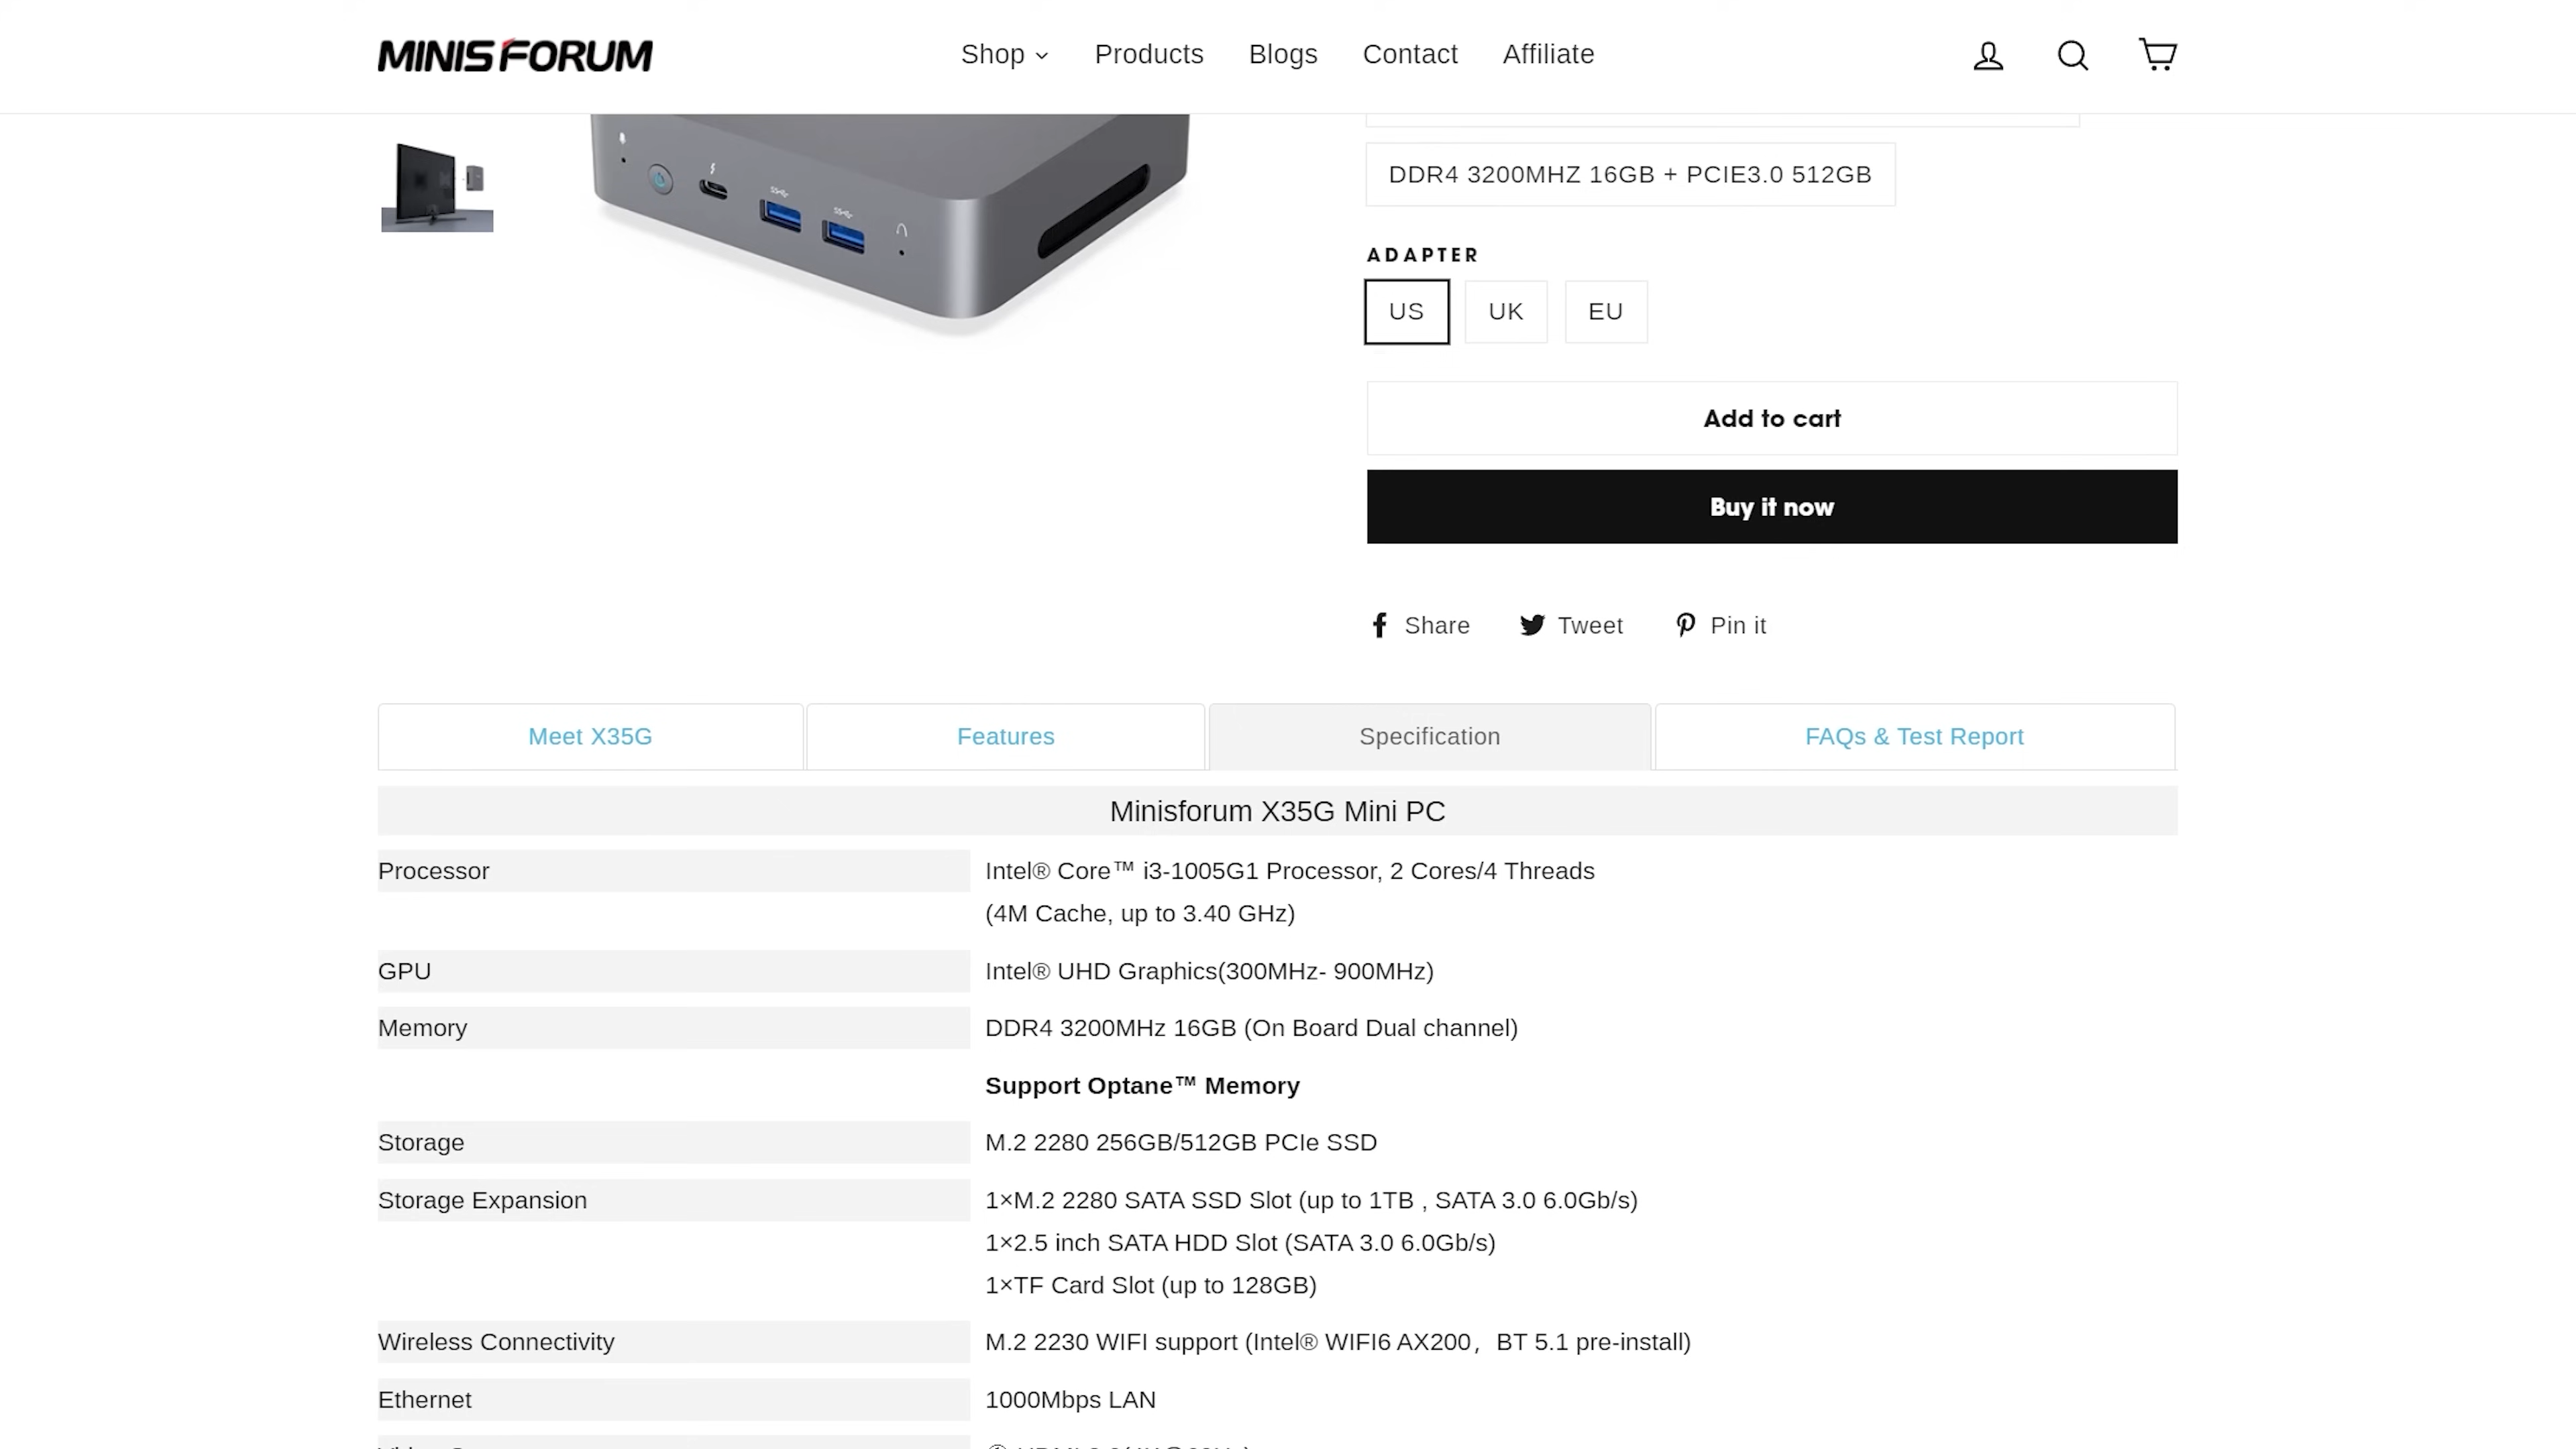 MINISFORUM
Shop
Products
Blogs
Contact
Affiliate
DDR4 3200MHZ 16GB + PCIE3.0 512GB
ADAPTER
US
UK
EU
Add to cart
Buy it now
Share
Tweet
Pin it
Meet X35G
Features
Specification
FAQs & Test Report
Minisforum X35G Mini PC
Processor
Intel® Core™ i3-1005G1 Processor, 2 Cores/4 Threads
(4M Cache, up to 3.40 GHz)
GPU
Intel® UHD Graphics(300MHz- 900MHz)
Memory
DDR4 3200MHz 16GB (On Board Dual channel)
Support Optane™ Memory
Storage
M.2 2280 256GB/512GB PCIe SSD
Storage Expansion
1×M.2 2280 SATA SSD Slot (up to 1TB , SATA 3.0 6.0Gb/s)
1×2.5 inch SATA HDD Slot (SATA 3.0 6.0Gb/s)
1×TF Card Slot (up to 128GB)
Wireless Connectivity
M.2 2230 WIFI support (Intel® WIFI6 AX200，BT 5.1 pre-install)
Ethernet
1000Mbps LAN